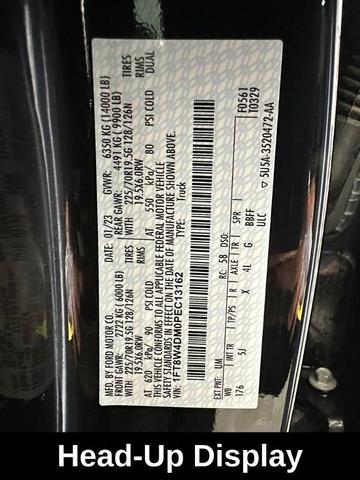 MFD. BY FORD MOTOR CO.
01/23
GVWR: 6350 KG (14000 LB)
FRONT GAWR: 2722 KG (6000 LB)
REAR GAWR: 4491 KG (9900 LB)
WITH 225/70R19.5G 128/126N TIRES
19.5X6.0RW RIMS
AT 620 kPa/ 90 PSI COLD
WITH 225/70R19.5G 128/126N TIRES
19.5X6.0RW RIMS
AT 550 kPa/ 80 PSI COLD DUAL
THIS VEHICLE CONFORMS TO ALL APPLICABLE FEDERAL MOTOR VEHICLE
SAFETY STANDARDS IN EFFECT ON THE DATE OF MANUFACTURE SHOWN ABOVE.
VIN: 1FT8W4DM0PEC13162
TYPE: Truck
F0561
T0329
EXT PNT: UM
RC: 58 DSO:
WB INT TR TP/PS R AXLE TR SPR
176 5J X 4L G BBFF
ULC
5U5A-3520472-AA
Head-Up Display